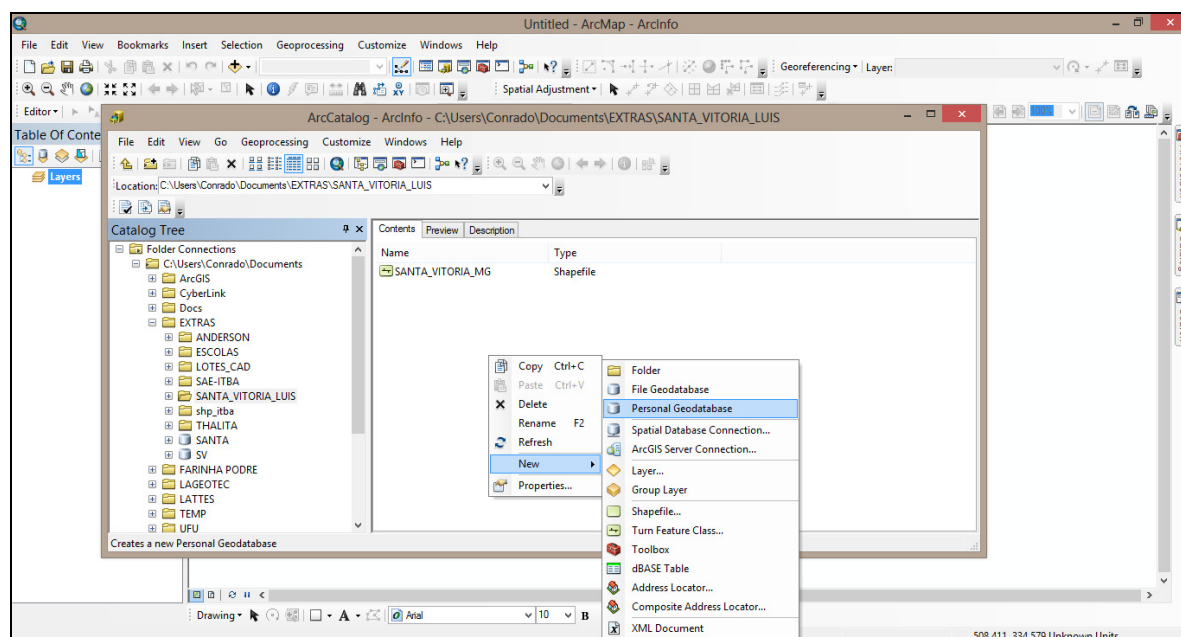 Untitled - ArcMap - ArcInfo
File Edit View Bookmarks Insert Selection Geoprocessing Customize Windows Help
Georeferencing Layer:
Spatial Adjustment
Editor
ArcCatalog - ArcInfo - C:\Users\Conrado\Documents\EXTRAS\SANTA_VITORIA_LUIS
Table Of Conte
Layers
File Edit View Go Geoprocessing Customize Windows Help
Location: C:\Users\Conrado\Documents\EXTRAS\SANTA_VITORIA_LUIS
Catalog Tree
Folder Connections
C:\Users\Conrado\Documents
ArcGIS
CyberLink
Docs
EXTRAS
ANDERSON
ESCOLAS
LOTES_CAD
SAE-ITBA
SANTA_VITORIA_LUIS
shp_itba
THALITA
SANTA
SV
FARINHA PODRE
LAGEOTEC
LATTES
TEMP
UFU
Contents Preview Description
Name Type
SANTA_VITORIA_MG Shapefile
Copy Ctrl+C
Paste Ctrl+V
Delete
Rename F2
Refresh
New
Properties...
Folder
File Geodatabase
Personal Geodatabase
Spatial Database Connection...
ArcGIS Server Connection...
Layer...
Group Layer
Shapefile...
Turn Feature Class...
Toolbox
dBASE Table
Address Locator...
Composite Address Locator...
XML Document
Creates a new Personal Geodatabase
Drawing A Arial 10 B
508,411 334,579 Unknown Units